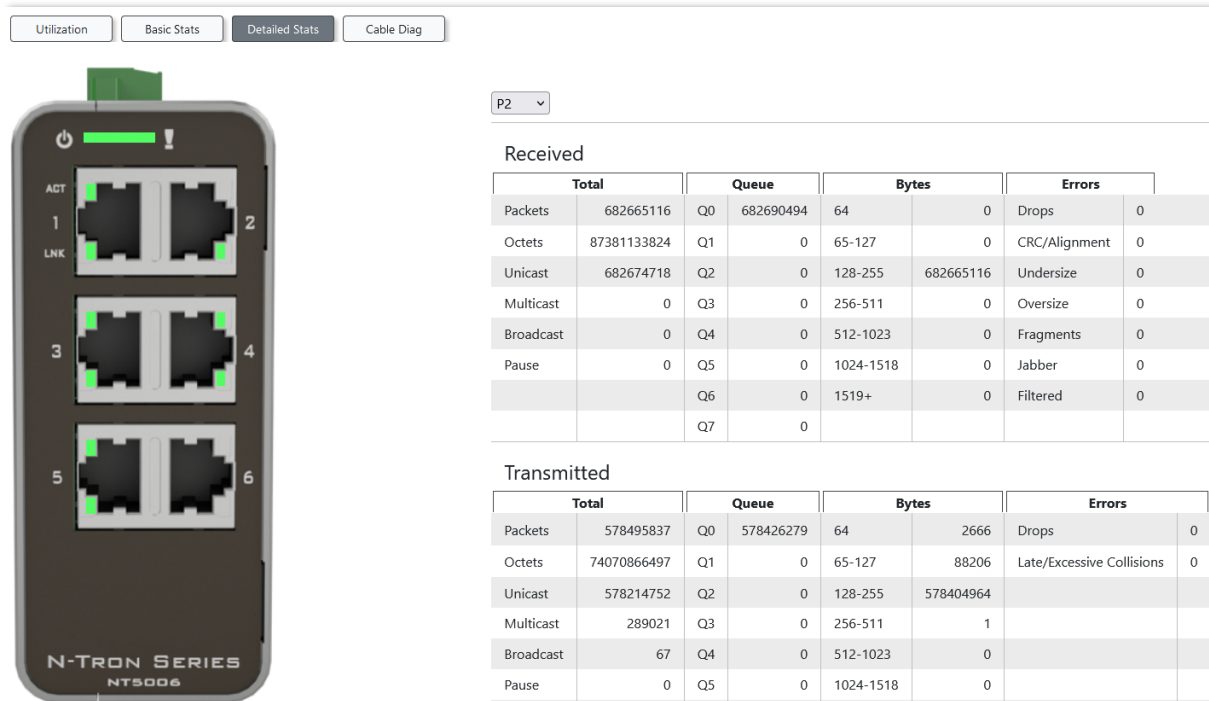 Utilization Basic Stats Detailed Stats Cable Diag
P2
ACT
1 2
LNK
3 4
5 6
N-TRON SERIES
NT5006
Received
Total Queue Bytes Errors
Packets 682665116 Q0 682690494 64 0 Drops 0
Octets 87381133824 Q1 0 65-127 0 CRC/Alignment 0
Unicast 682674718 Q2 0 128-255 682665116 Undersize 0
Multicast 0 Q3 0 256-511 0 Oversize 0
Broadcast 0 Q4 0 512-1023 0 Fragments 0
Pause 0 Q5 0 1024-1518 0 Jabber 0
Q6 0 1519+ 0 Filtered 0
Q7 0
Transmitted
Total Queue Bytes Errors
Packets 578495837 Q0 578426279 64 2666 Drops 0
Octets 74070866497 Q1 0 65-127 88206 Late/Excessive Collisions 0
Unicast 578214752 Q2 0 128-255 578404964
Multicast 289021 Q3 0 256-511 1
Broadcast 67 Q4 0 512-1023 0
Pause 0 Q5 0 1024-1518 0